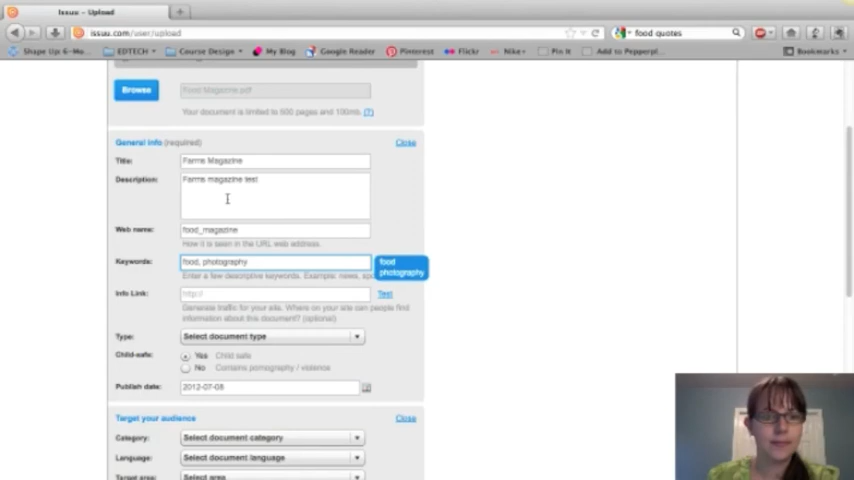 Issuu - Upload
issuu.com/user/upload
food quotes
Shape Up: 6-Mo... EDTECH Course Design My Blog Google Reader Pinterest Flickr Nike+ Pin It Add to Pepperpl... Bookmarks
Browse Food Magazine.pdf
Your document is limited to 500 pages and 100mb. [?]
General info (required) Close
Title: Farms Magazine
Description: Farms magazine test
Web name: food_magazine
How it is seen in the URL web address.
Keywords: food, photography
food
photography
Enter a few descriptive keywords. Example: news, spo
Info Link: http:// Test
Generate traffic for your site. Where on your site can people find
information about this document? (optional)
Type: Select document type
Child-safe: Yes Child safe
No Contains pornography / violence
Publish date: 2012-07-08
Target your audience Close
Category: Select document category
Language: Select document language
Target area: Select area